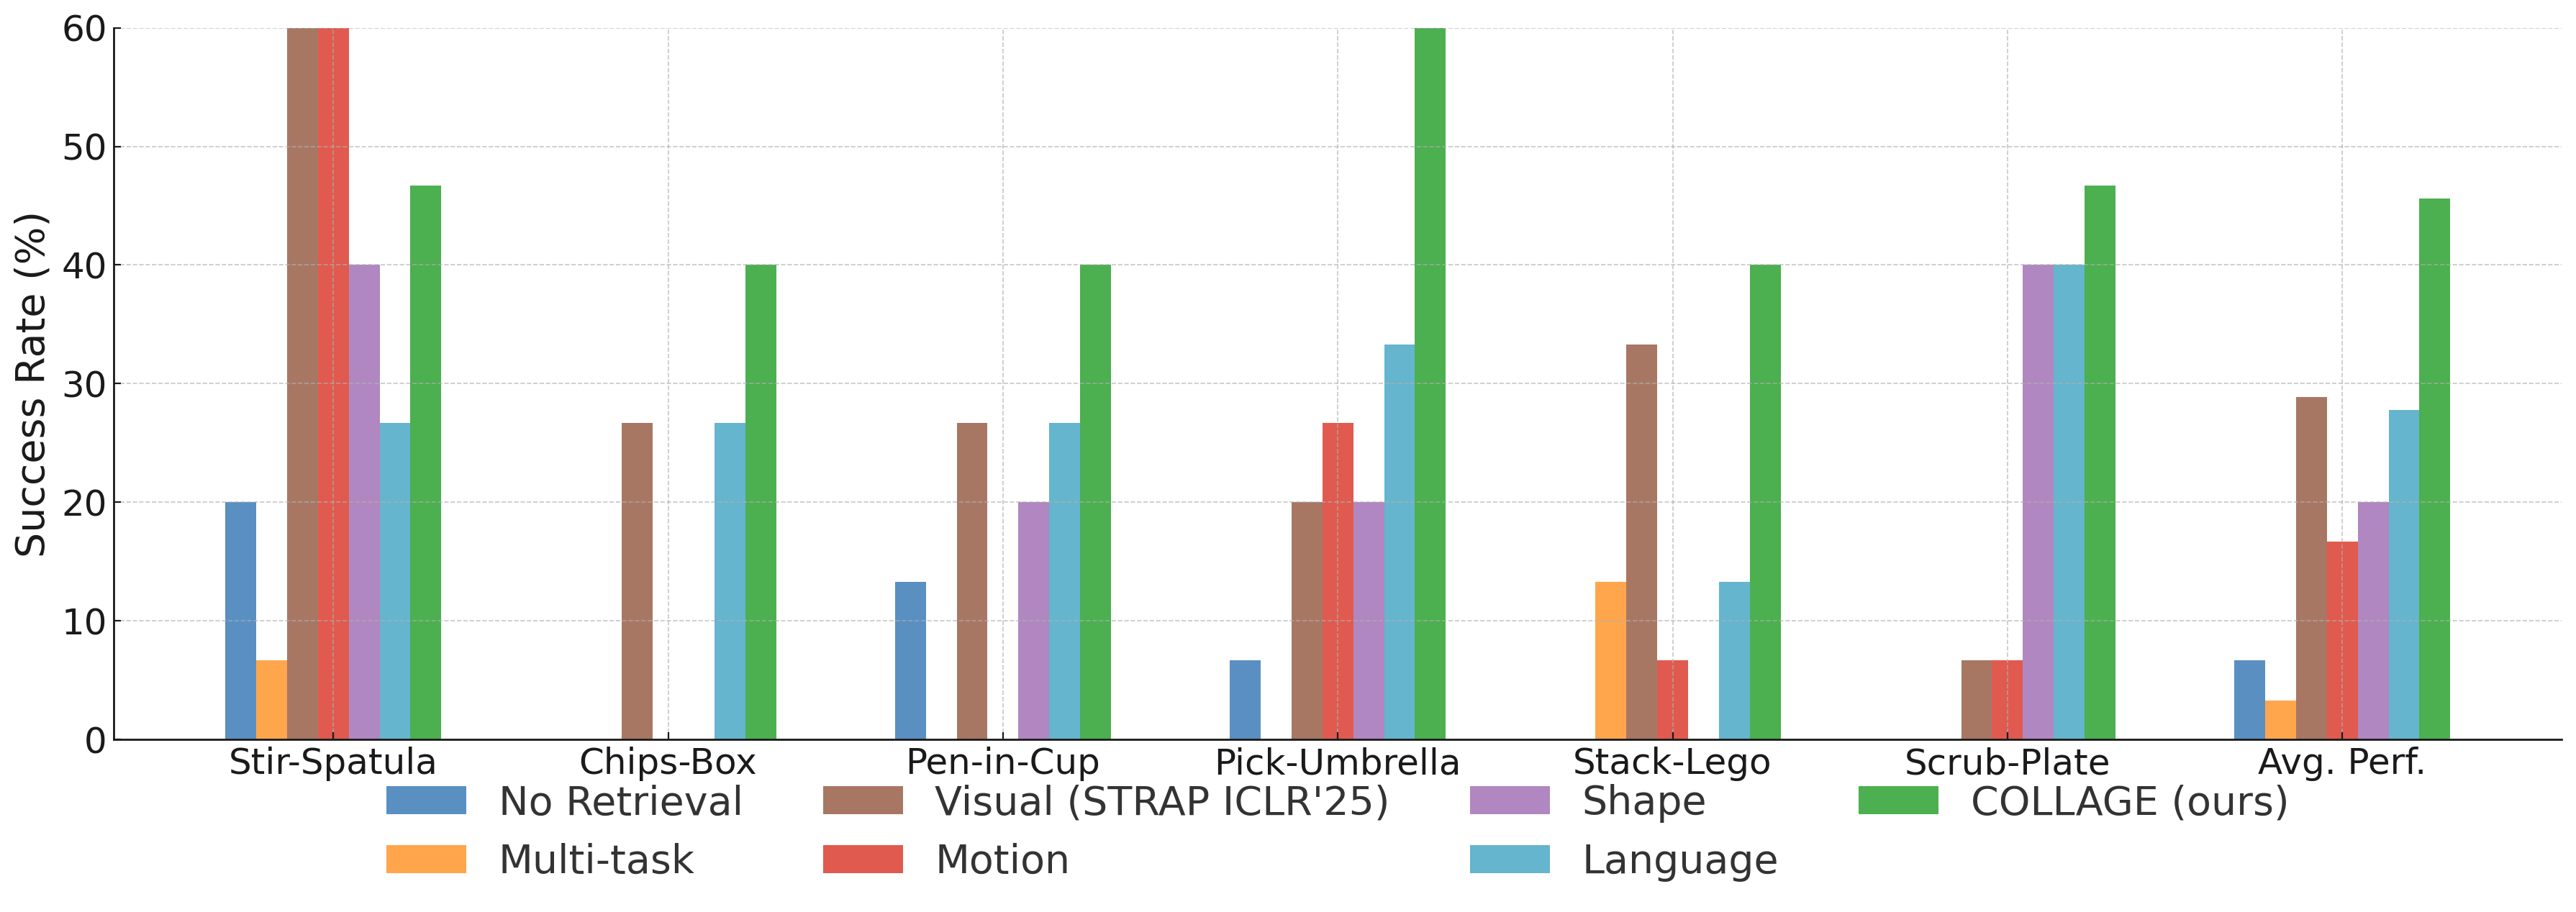 Success Rate (%)
60
50
40
30
20
10
0
Stir-Spatula Chips-Box Pen-in-Cup Pick-Umbrella Stack-Lego Scrub-Plate Avg. Perf.
No Retrieval Visual (STRAP ICLR'25) Shape COLLAGE (ours)
Multi-task Motion Language